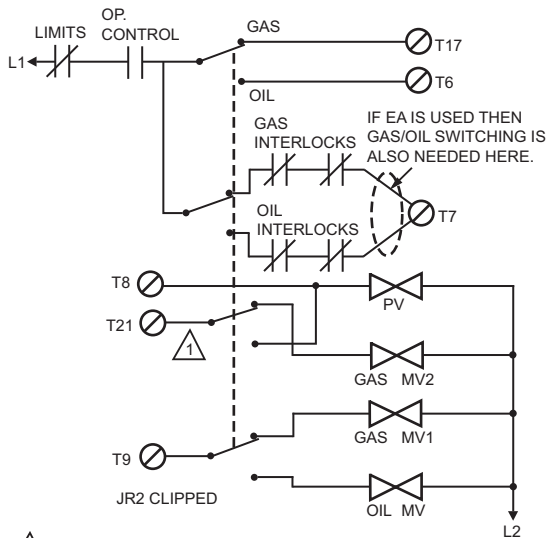 OP.
LIMITS
CONTROL
GAS
L1
T17
T6
OIL
IF EA IS USED THEN
GAS/OIL SWITCHING IS
ALSO NEEDED HERE.
GAS
INTERLOCKS
T7
OIL
INTERLOCKS
T8
PV
T21
1
GAS MV2
GAS MV1
T9
JR2 CLIPPED
OIL MV
L2